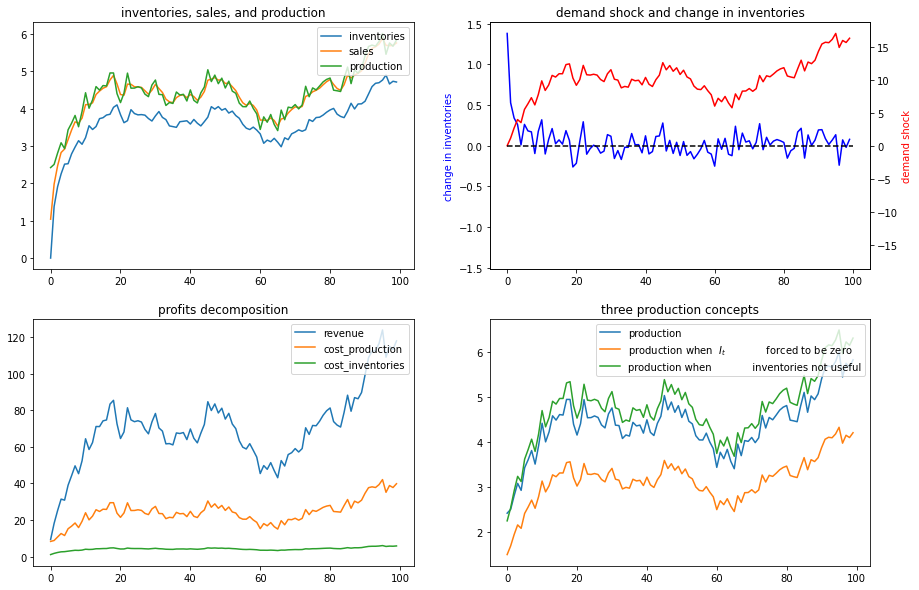 inventories, sales, and production
inventories
sales
production
6
5
4
3
2
1
0
0 20 40 60 80 100
demand shock and change in inventories
change in inventories
1.5
1.0
0.5
0.0
−0.5
−1.0
−1.5
15
10
5
0
−5
−10
−15
demand shock
0 20 40 60 80 100
profits decomposition
revenue
cost_production
cost_inventories
120
100
80
60
40
20
0
0 20 40 60 80 100
three production concepts
production
production when I_t forced to be zero
production when inventories not useful
6
5
4
3
2
0 20 40 60 80 100